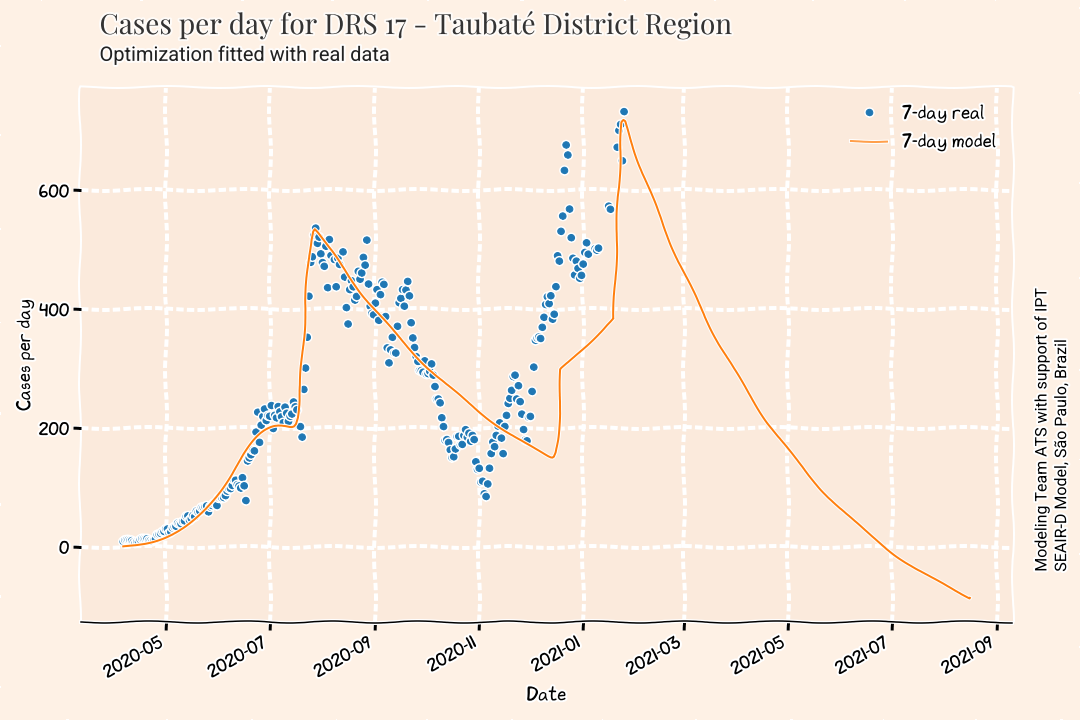 Cases per day for DRS 17 - Taubaté District Region
Optimization fitted with real data
7-day real
7-day model
600
400
200
0
Cases per day
2020-05
2020-07
2020-09
2020-11
2021-01
2021-03
2021-05
2021-07
2021-09
Date
Modeling Team ATS with support of IPT
SEAIR-D Model, São Paulo, Brazil